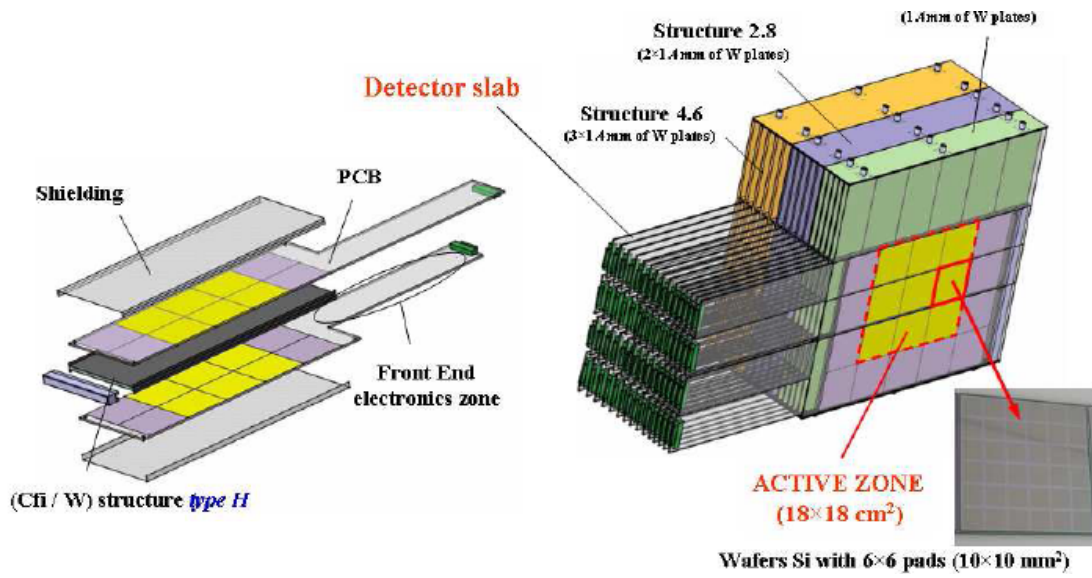 Structure 2.8
(2×1.4mm of W plates)
(1.4mm of W plates)
Detector slab
Structure 4.6
(3×1.4mm of W plates)
Shielding
PCB
Front End
electronics zone
(Cfi / W) structure type H
ACTIVE ZONE
(18×18 cm²)
Wafers Si with 6×6 pads (10×10 mm²)